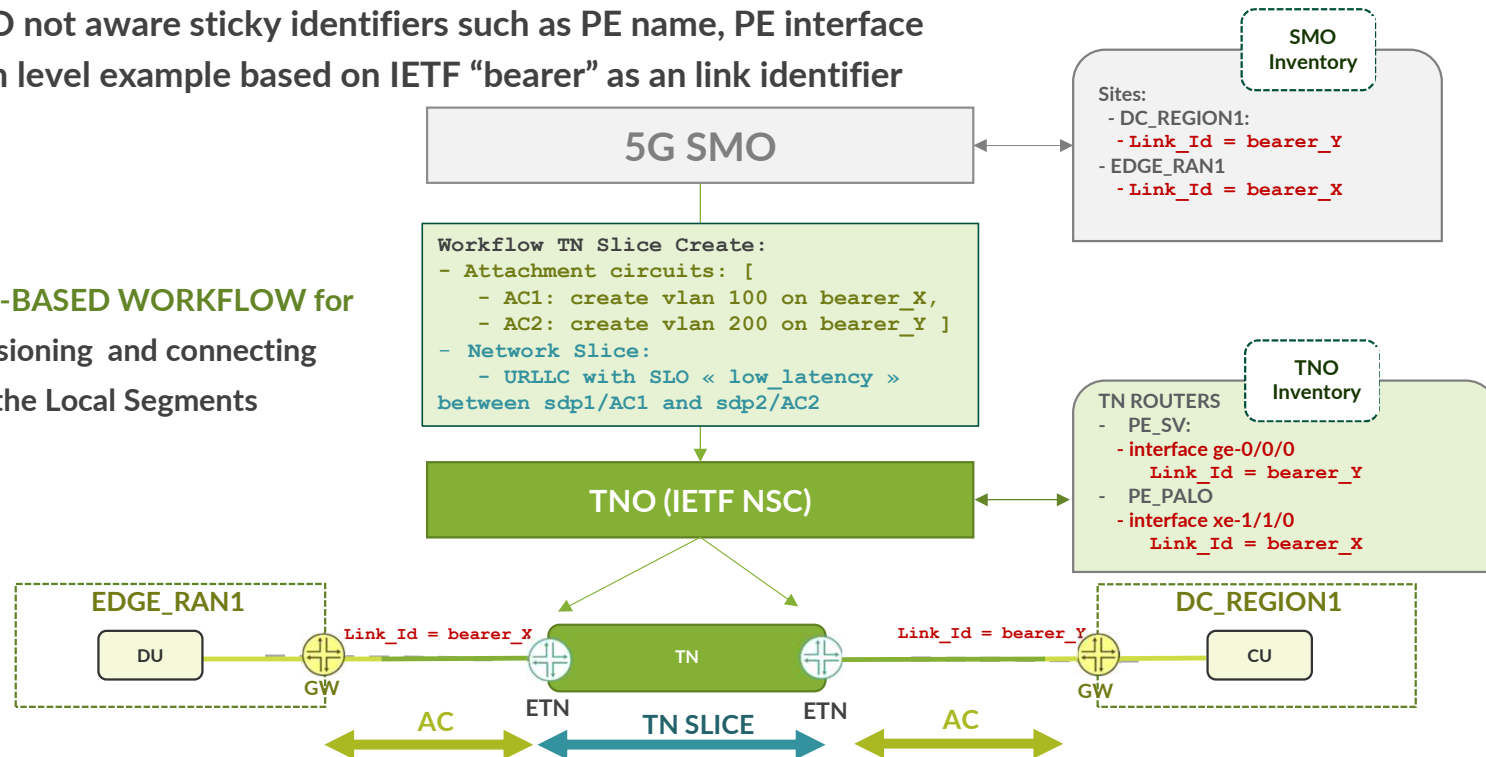 not aware sticky identifiers such as PE name, PE interface
level example based on IETF “bearer” as an link identifier
SMO
Inventory
Sites:
- DC_REGION1:
- Link_Id = bearer_Y
- EDGE_RAN1
- Link_Id = bearer_X
5G SMO
Workflow TN Slice Create:
- Attachment circuits: [
- AC1: create vlan 100 on bearer_X,
- AC2: create vlan 200 on bearer_Y ]
- Network Slice:
- URLLC with SLO « low_latency »
between sdp1/AC1 and sdp2/AC2
-BASED WORKFLOW for
sioning and connecting
the Local Segments
TNO
Inventory
TN ROUTERS
- PE_SV:
- interface ge-0/0/0
Link_Id = bearer_Y
- PE_PALO
- interface xe-1/1/0
Link_Id = bearer_X
TNO (IETF NSC)
EDGE_RAN1
DU
GW
Link_Id = bearer_X
ETN
TN
ETN
Link_Id = bearer_Y
DC_REGION1
GW
CU
AC
TN SLICE
AC